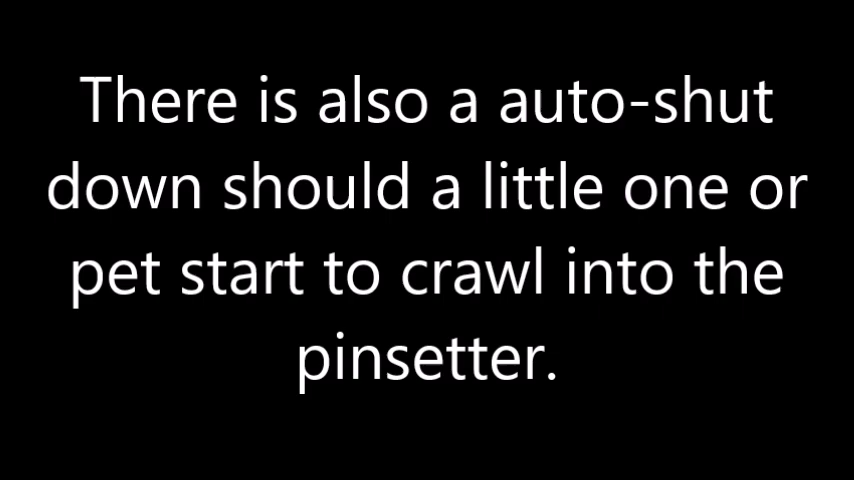 There is also a auto-shut
down should a little one or
pet start to crawl into the
pinsetter.